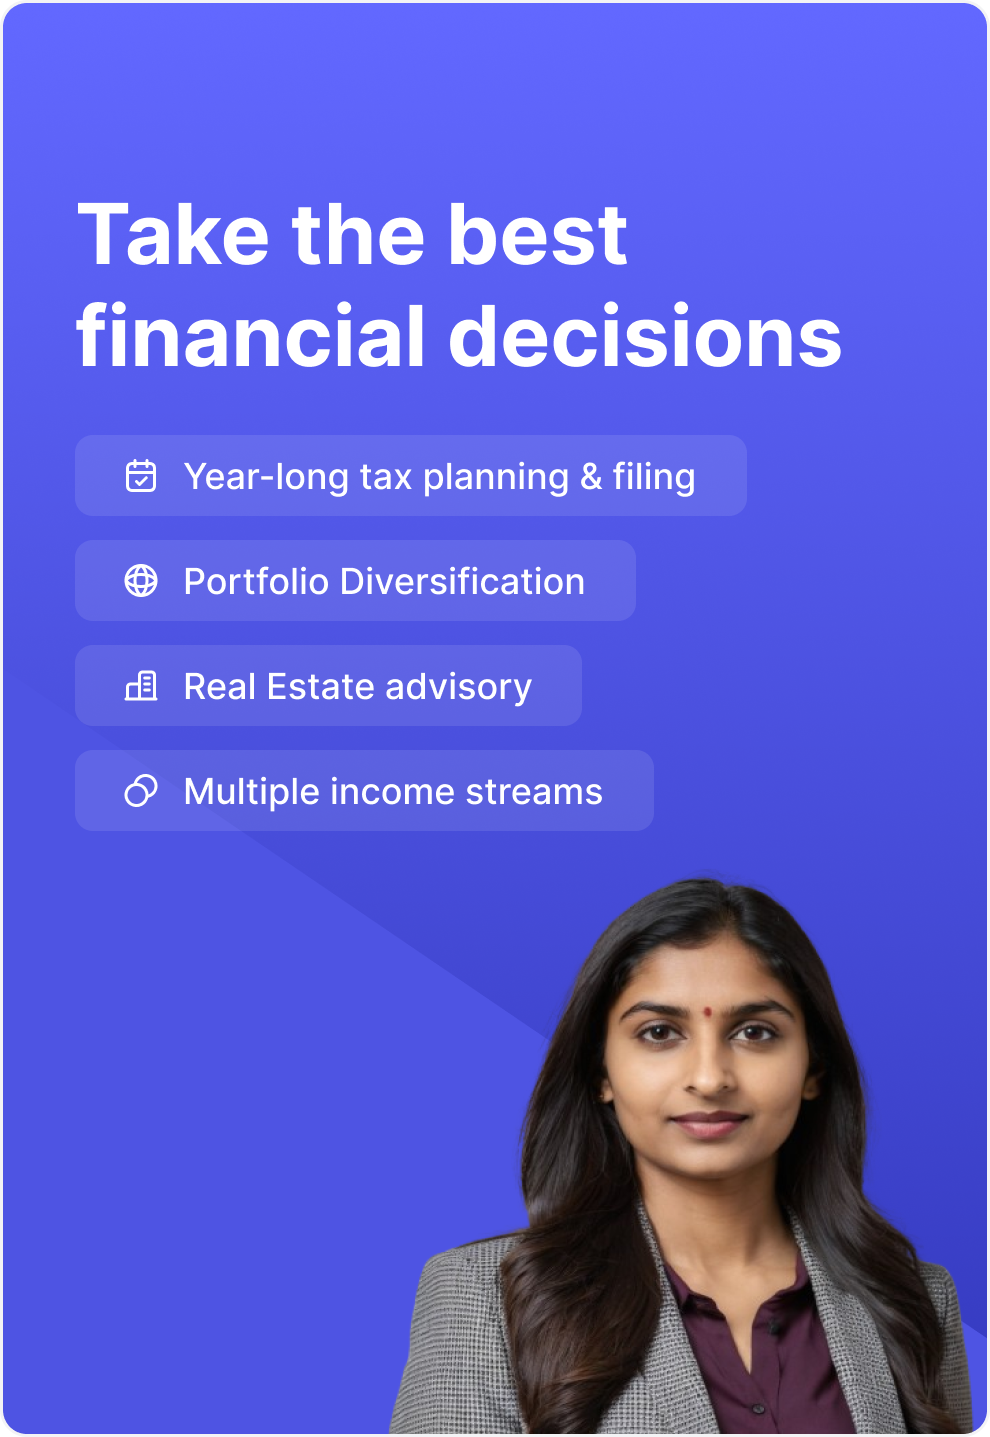 Take the best
financial decisions
Year-long tax planning & filing
Portfolio Diversification
Real Estate advisory
Multiple income streams